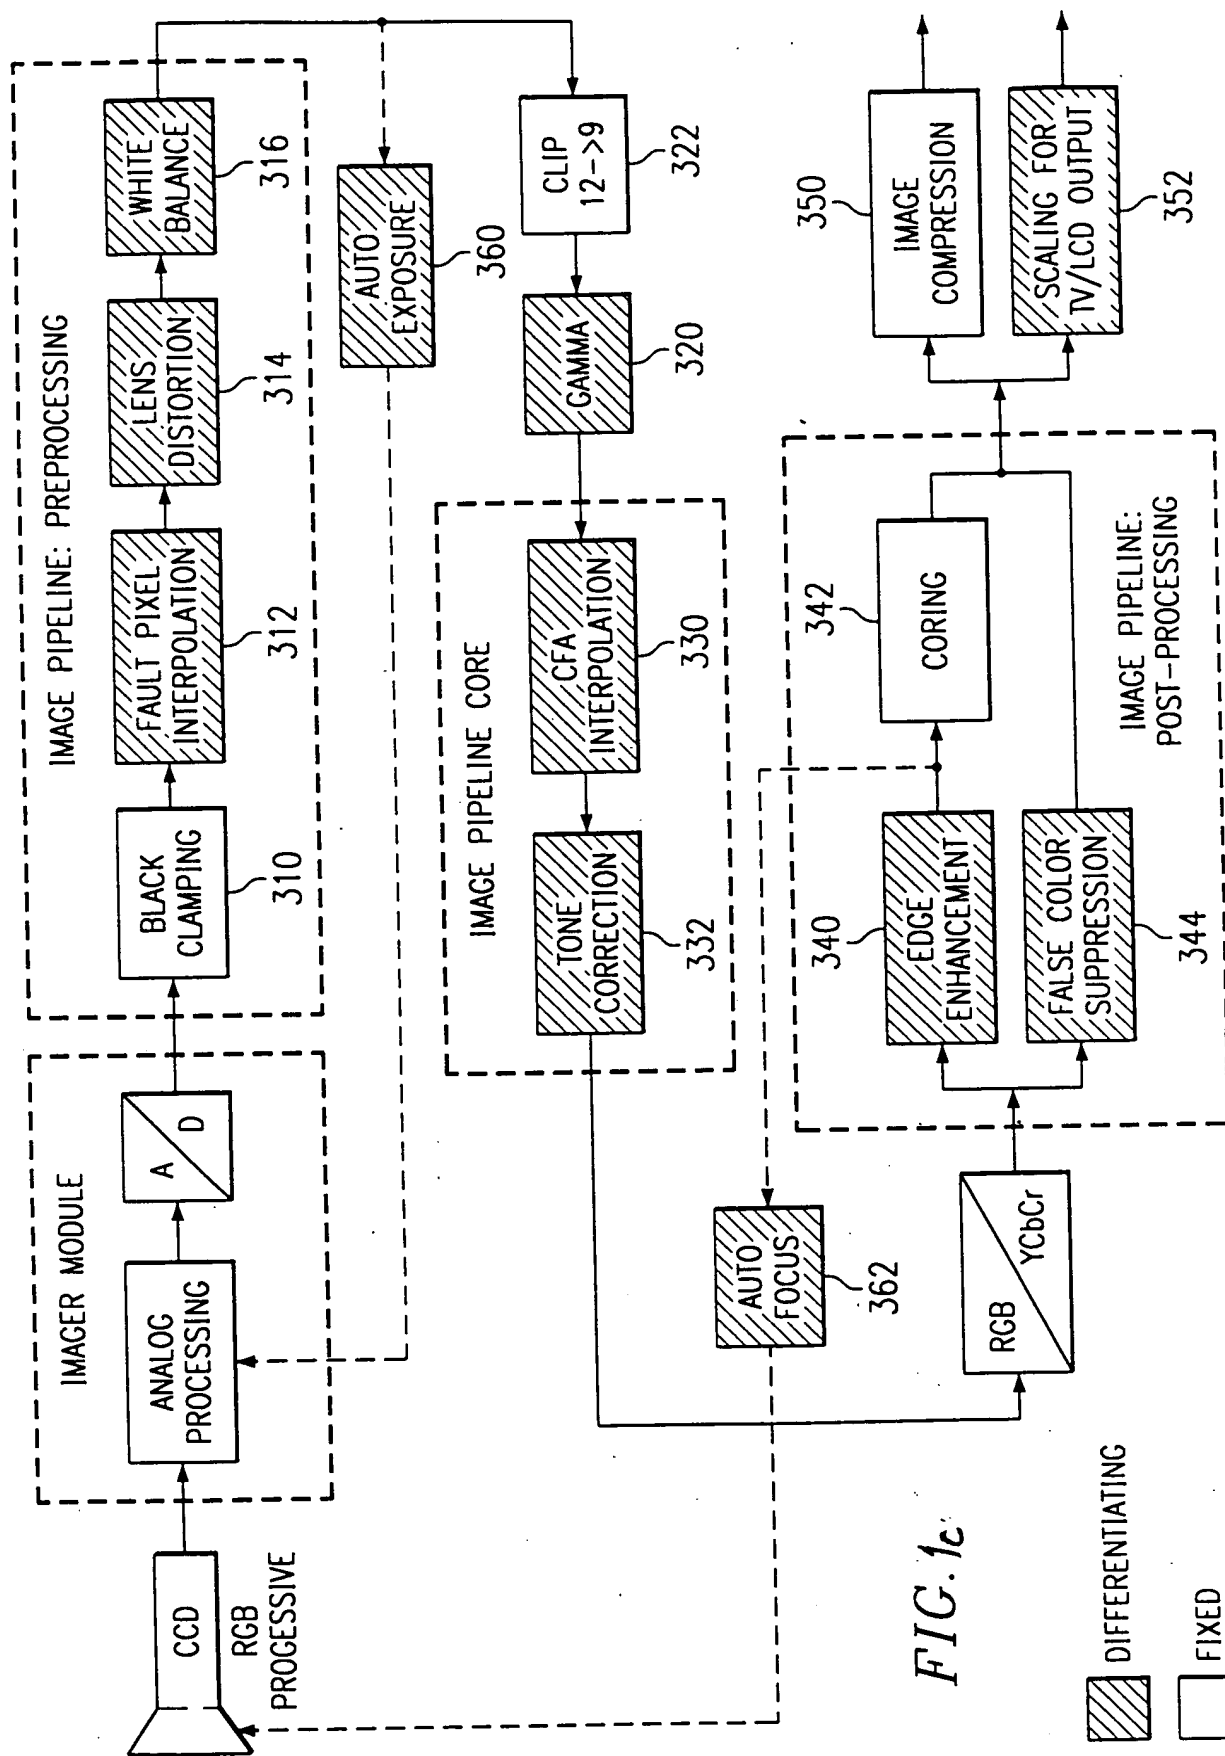 IMAGER MODULE
CCD
RGB
PROGESSIVE
ANALOG
PROCESSING
A
D
IMAGE PIPELINE: PREPROCESSING
BLACK
CLAMPING
310
FAULT PIXEL
INTERPOLATION
312
LENS
DISTORTION
314
WHITE
BALANCE
316
AUTO
EXPOSURE
360
CLIP
12->9
322
GAMMA
320
IMAGE PIPELINE CORE
CFA
INTERPOLATION
330
TONE
CORRECTION
332
AUTO
FOCUS
362
RGB
YCbCr
340
EDGE
ENHANCEMENT
342
CORING
FALSE COLOR
SUPPRESSION
344
IMAGE PIPELINE:
POST-PROCESSING
350
IMAGE
COMPRESSION
SCALING FOR
TV/LCD OUTPUT
352
FIG. 1c
DIFFERENTIATING
FIXED